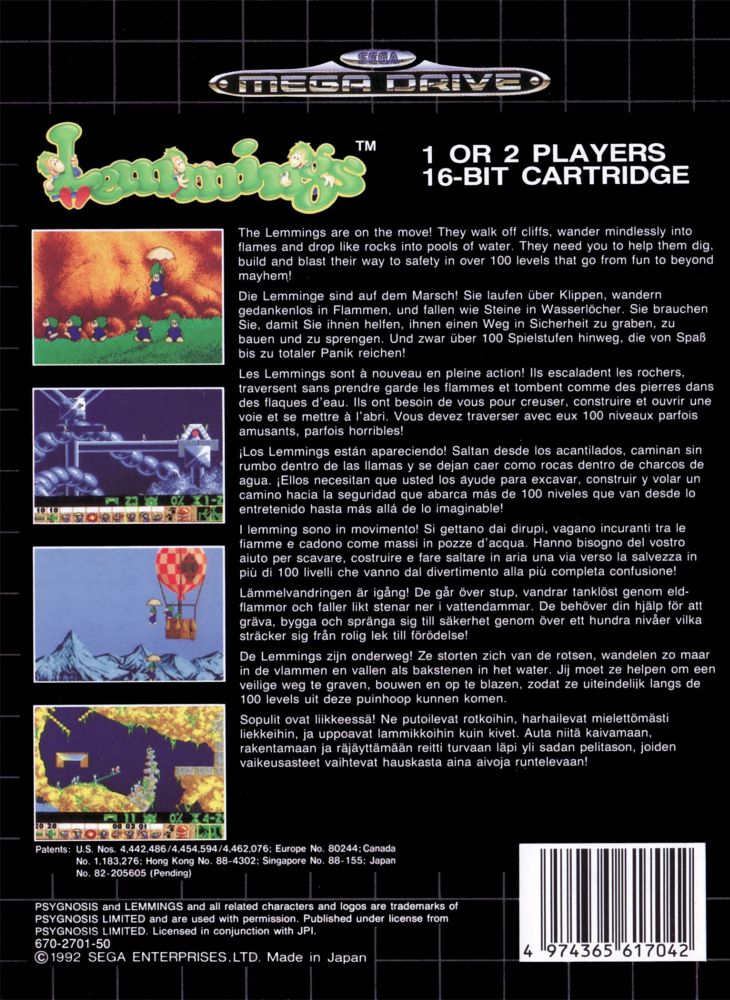 SEGA
MEGA DRIVE
Lemmings™
1 OR 2 PLAYERS
16-BIT CARTRIDGE
The Lemmings are on the move! They walk off cliffs, wander mindlessly into
flames and drop like rocks into pools of water. They need you to help them dig,
build and blast their way to safety in over 100 levels that go from fun to beyond
mayhem!
Die Lemminge sind auf dem Marsch! Sie laufen über Klippen, wandern
gedankenlos in Flammen, und fallen wie Steine in Wasserlöcher. Sie brauchen
Sie, damit Sie ihnen helfen, ihnen einen Weg in Sicherheit zu graben, zu
bauen und zu sprengen. Und zwar über 100 Spielstufen hinweg, die von Spaß
bis zu totaler Panik reichen!
Les Lemmings sont à nouveau en pleine action! Ils escaladent les rochers,
traversent sans prendre garde les flammes et tombent comme des pierres dans
des flaques d'eau. Ils ont besoin de vous pour creuser, construire et ouvrir une
voie et se mettre à l'abri. Vous devez traverser avec eux 100 niveaux parfois
amusants, parfois horribles!
¡Los Lemmings están apareciendo! Saltan desde los acantilados, caminan sin
rumbo dentro de las llamas y se dejan caer como rocas dentro de charcos de
agua. ¡Ellos necesitan que usted los áyude para excavar, construir y volar un
camino hacia la seguridad que abarca más de 100 niveles que van desde lo
entretenido hasta más allá de lo imaginable!
I lemming sono in movimento! Si gettano dai dirupi, vagano incuranti tra le
fiamme e cadono come massi in pozze d'acqua. Hanno bisogno del vostro
aiuto per scavare, costruire e fare saltare in aria una via verso la salvezza in
più di 100 livelli che vanno dal divertimento alla più completa confusione!
Lämmelvandringen är igång! De går över stup, vandrar tanklöst genom eld-
flammor och faller likt stenar ner i vattendammar. De behöver din hjälp för att
gräva, bygga och spränga sig till säkerhet genom över ett hundra nivåer vilka
sträcker sig från rolig lek till förödelse!
De Lemmings zijn onderweg! Ze storten zich van de rotsen, wandelen zo maar
in de vlammen en vallen als bakstenen in het water. Jij moet ze helpen om een
veilige weg te graven, bouwen en op te blazen, zodat ze uiteindelijk langs de
100 levels uit deze puinhoop kunnen komen.
Sopulit ovat liikkeessä! Ne putoilevat rotkoihin, harhailevat mielettömästi
liekkeihin, ja uppoavat lammikkoihin kuin kivet. Auta niitä kaivamaan,
rakentamaan ja räjäyttämään reitti turvaan läpi yli sadan pelitason, joiden
vaikeusasteet vaihtevat hauskasta aina aivoja runtelevaan!
Patents: U.S. Nos. 4,442,486/4,454,594/4,462.076; Europe No. 80244; Canada
No. 1,183,276; Hong Kong No. 88-4302; Singapore No. 88-155; Japan
No. 82-205605 (Pending)
PSYGNOSIS and LEMMINGS and all related characters and logos are trademarks of
PSYGNOSIS LIMITED and are used with permission. Published under license from
PSYGNOSIS LIMITED. Licensed in conjunction with JPI.
670-2701-50
©1992 SEGA ENTERPRISES,LTD. Made in Japan
4 974365 617042